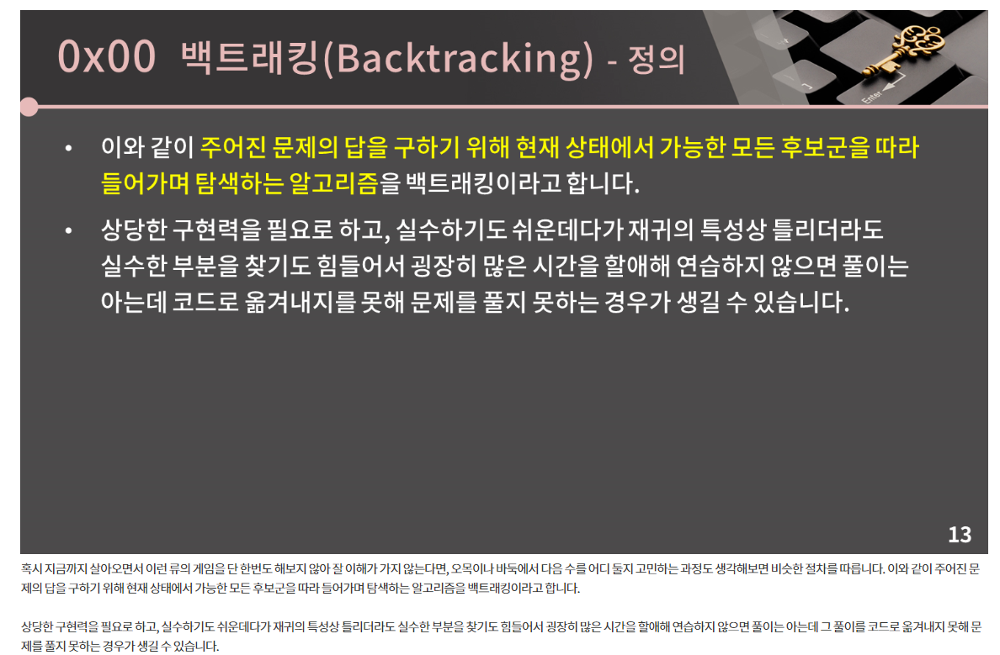 0x00 백트래킹(Backtracking) - 정의
Enter
• 이와 같이 주어진 문제의 답을 구하기 위해 현재 상태에서 가능한 모든 후보군을 따라
들어가며 탐색하는 알고리즘을 백트래킹이라고 합니다.
• 상당한 구현력을 필요로 하고, 실수하기도 쉬운데다가 재귀의 특성상 틀리더라도
실수한 부분을 찾기도 힘들어서 굉장히 많은 시간을 할애해 연습하지 않으면 풀이는
아는데 코드로 옮겨내지를 못해 문제를 풀지 못하는 경우가 생길 수 있습니다.
13
혹시 지금까지 살아오면서 이런 류의 게임을 단 한번도 해보지 않아 잘 이해가 가지 않는다면, 오목이나 바둑에서 다음 수를 어디 둘지 고민하는 과정도 생각해보면 비슷한 절차를 따릅니다. 이와 같이 주어진 문
제의 답을 구하기 위해 현재 상태에서 가능한 모든 후보군을 따라 들어가며 탐색하는 알고리즘을 백트래킹이라고 합니다.
상당한 구현력을 필요로 하고, 실수하기도 쉬운데다가 재귀의 특성상 틀리더라도 실수한 부분을 찾기도 힘들어서 굉장히 많은 시간을 할애해 연습하지 않으면 풀이는 아는데 그 풀이를 코드로 옮겨내지 못해 문
제를 풀지 못하는 경우가 생길 수 있습니다.